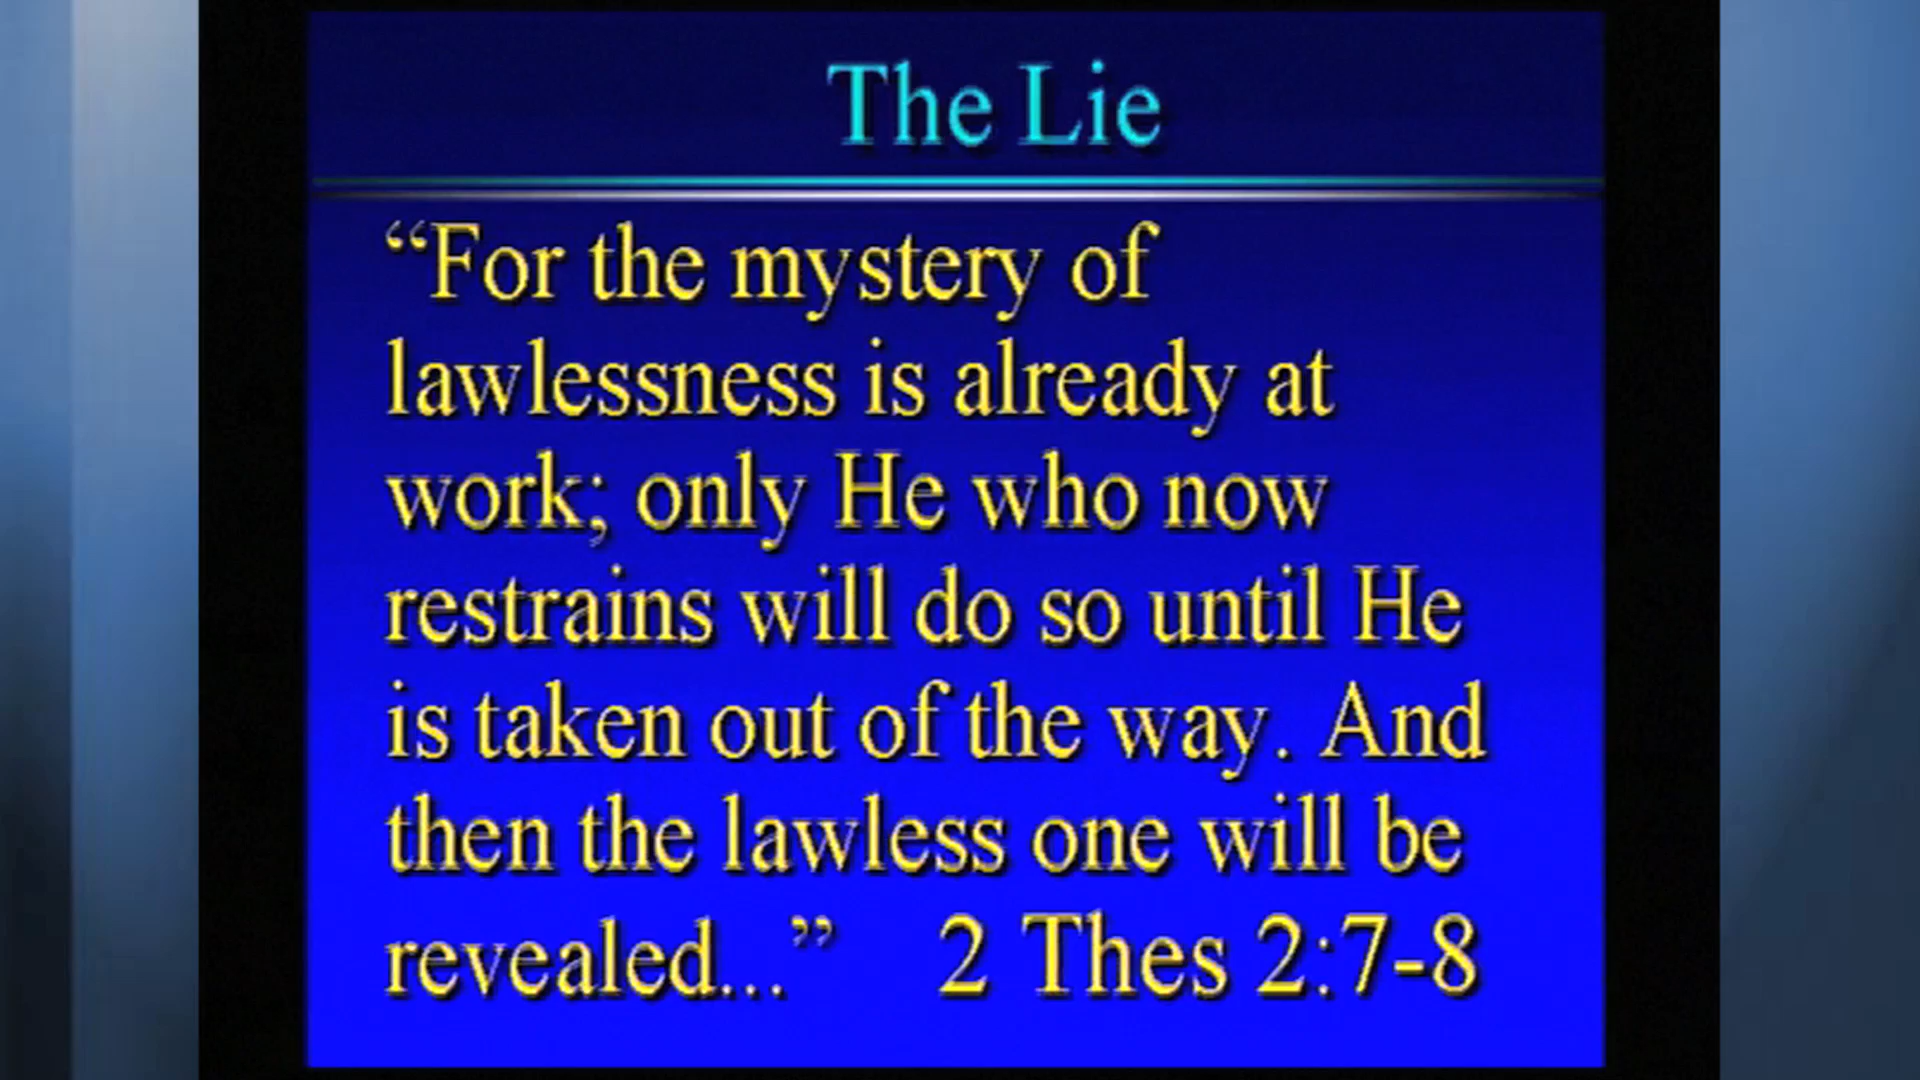 The Lie
“For the mystery of
lawlessness is already at
work; only He who now
restrains will do so until He
is taken out of the way. And
then the lawless one will be
revealed...” 2 Thes 2:7-8